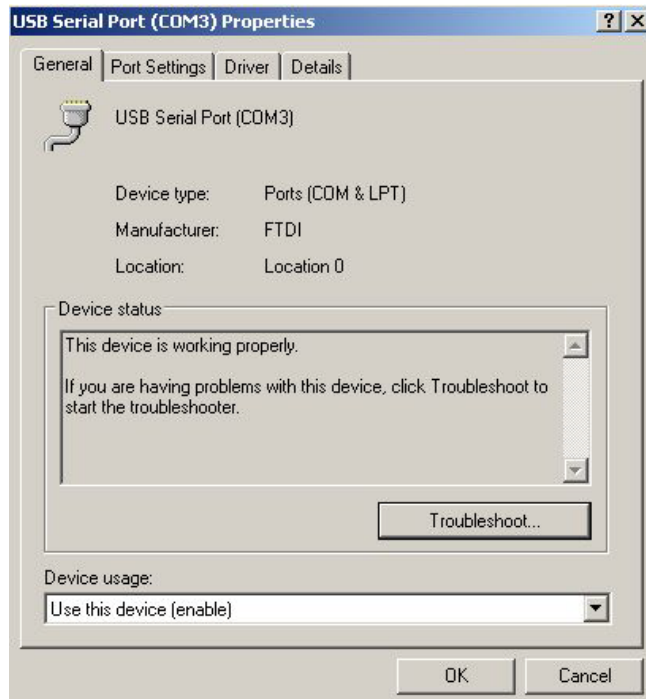 USB Serial Port (COM3) Properties
General Port Settings Driver Details
USB Serial Port (COM3)
Device type: Ports (COM & LPT)
Manufacturer: FTDI
Location: Location 0
Device status
This device is working properly.
If you are having problems with this device, click Troubleshoot to
start the troubleshooter.
Troubleshoot...
Device usage:
Use this device (enable)
OK Cancel